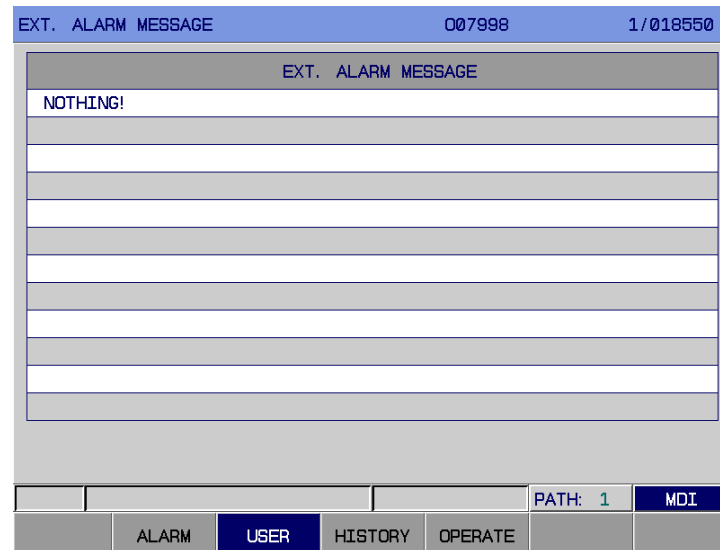 EXT. ALARM MESSAGE O07998 1/018550
EXT. ALARM MESSAGE
NOTHING!
PATH: 1 MDI
ALARM USER HISTORY OPERATE